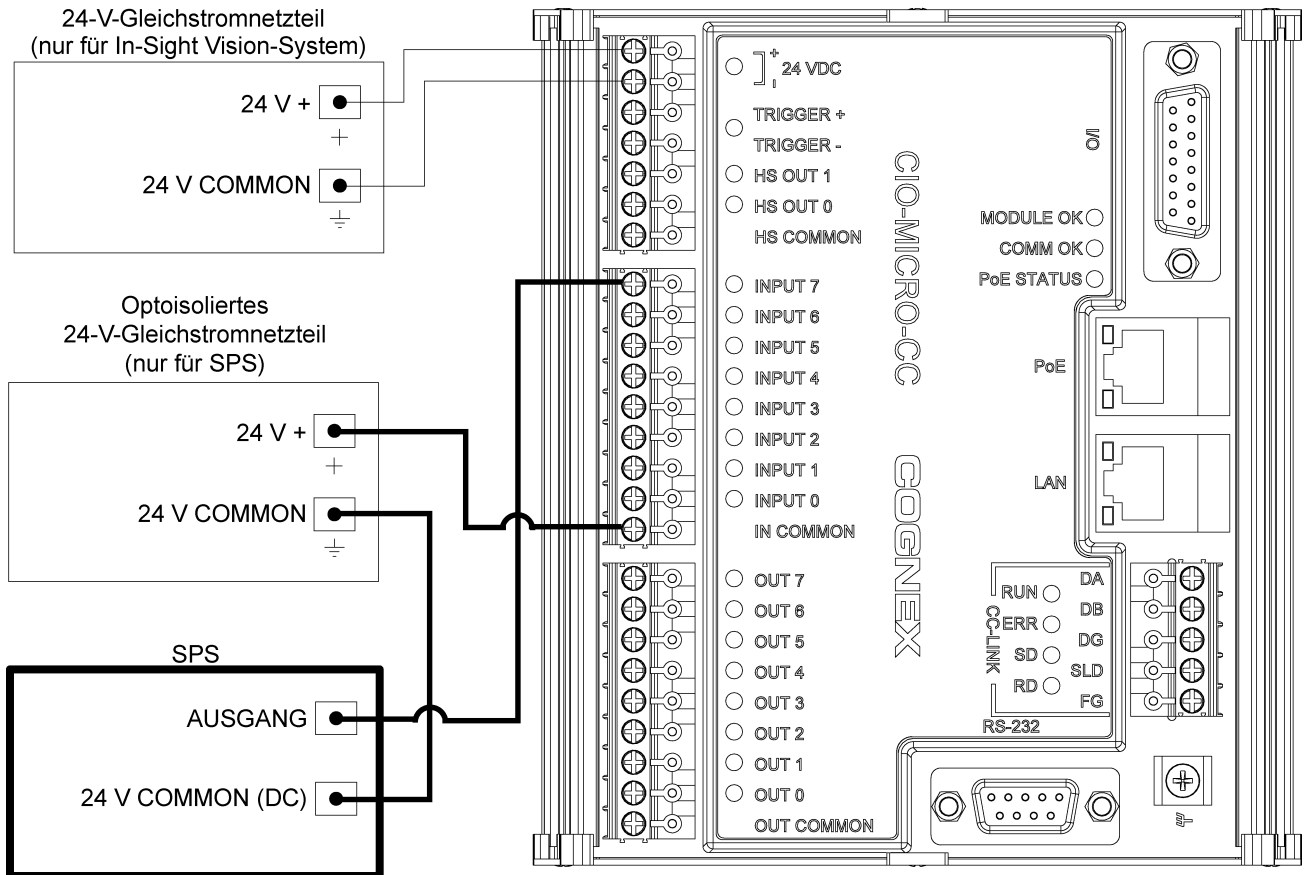 24-V-Gleichstromnetzteil
(nur für In-Sight Vision-System)
24 V +
+
24 V COMMON
Optoisoliertes
24-V-Gleichstromnetzteil
(nur für SPS)
24 V +
+
24 V COMMON
SPS
AUSGANG
24 V COMMON (DC)
+
-
24 VDC
TRIGGER +
TRIGGER -
HS OUT 1
HS OUT 0
HS COMMON
INPUT 7
INPUT 6
INPUT 5
INPUT 4
INPUT 3
INPUT 2
INPUT 1
INPUT 0
IN COMMON
OUT 7
OUT 6
OUT 5
OUT 4
OUT 3
OUT 2
OUT 1
OUT 0
OUT COMMON
CIO-MICRO-CC
COGNEX
I/O
MODULE OK
COMM OK
PoE STATUS
PoE
LAN
CC-LINK
RUN
ERR
SD
RD
DA
DB
DG
SLD
FG
RS-232